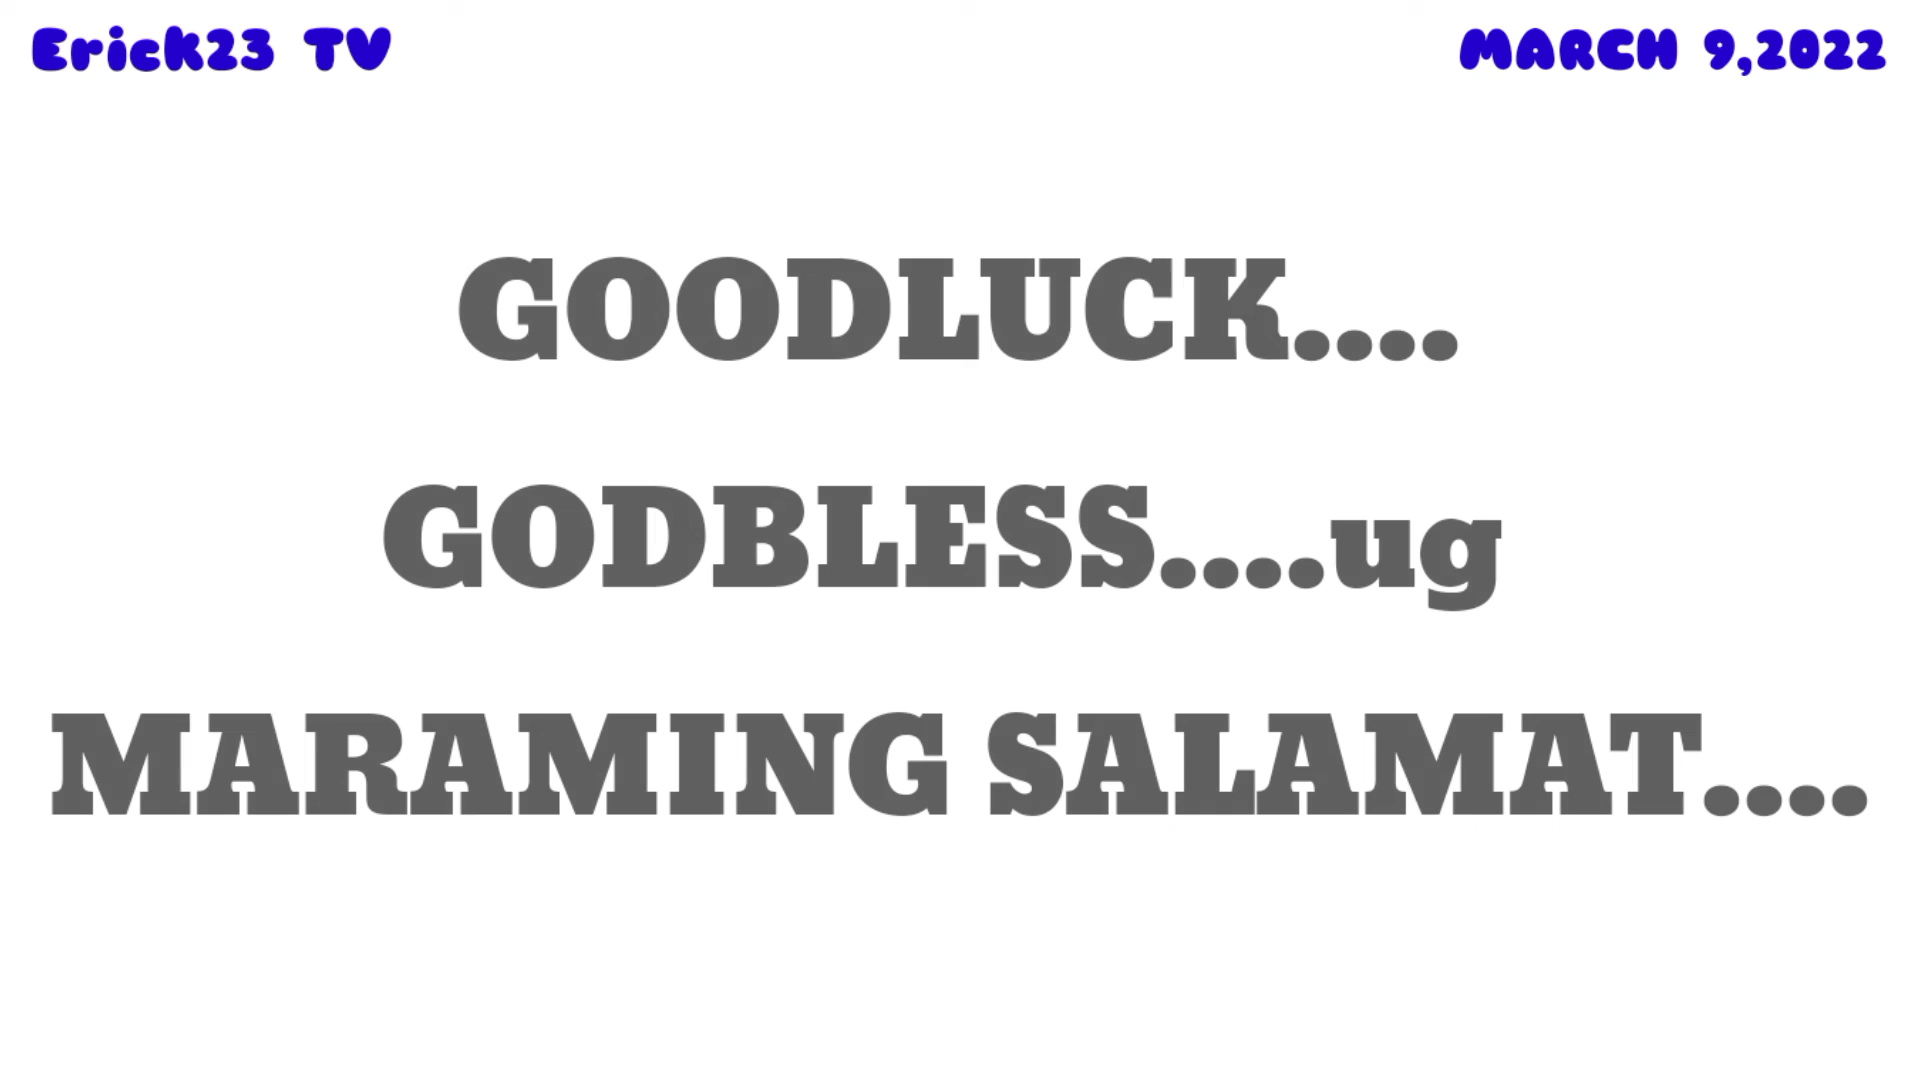 Erick23 TV MARCH 9,2022
GOODLUCK....
GODBLESS....ug
MARAMING SALAMAT....